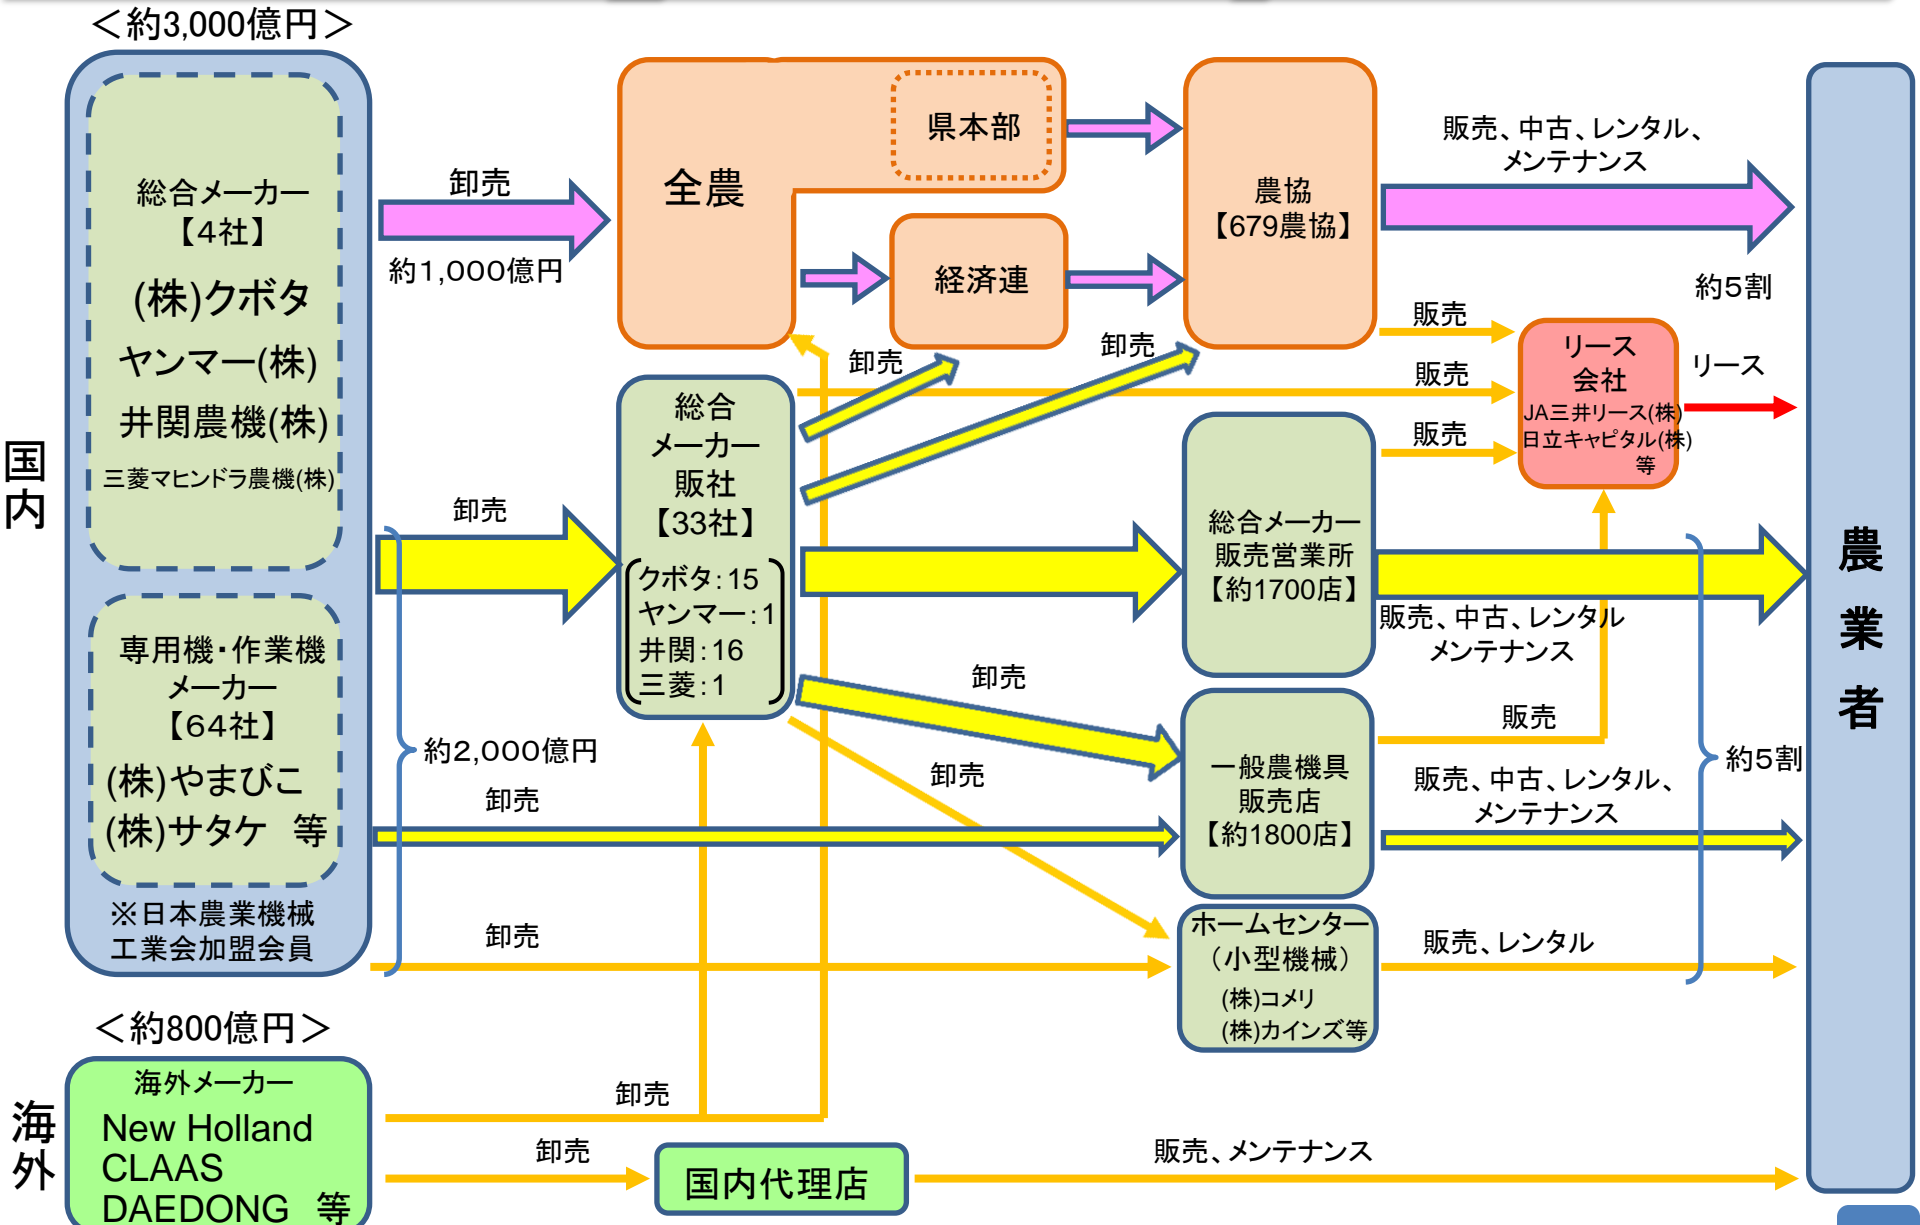 ＜約3,000億円＞
国内
総合メーカー
【4社】
(株)クボタ
ヤンマー(株)
井関農機(株)
三菱マヒンドラ農機(株)
専用機・作業機
メーカー
【64社】
(株)やまびこ
(株)サタケ 等
※日本農業機械
工業会加盟会員
卸売
約1,000億円
卸売
約2,000億円
卸売
卸売
全農
県本部
経済連
農協
【679農協】
総合
メーカー
販社
【33社】
クボタ：15
ヤンマー：1
井関：16
三菱：1
卸売
卸売
卸売
卸売
総合メーカー
販売営業所
【約1700店】
一般農機具
販売店
【約1800店】
ホームセンター
（小型機械）
(株)コメリ
(株)カインズ等
販売、中古、レンタル、
メンテナンス
約5割
販売
販売
販売
リース
会社
JA三井リース(株)
日立キャピタル(株)
等
リース
販売、中古、レンタル
メンテナンス
販売
約5割
販売、中古、レンタル、
メンテナンス
販売、レンタル
農業者
＜約800億円＞
海外
海外メーカー
New Holland
CLAAS
DAEDONG 等
卸売
卸売
国内代理店
販売、メンテナンス